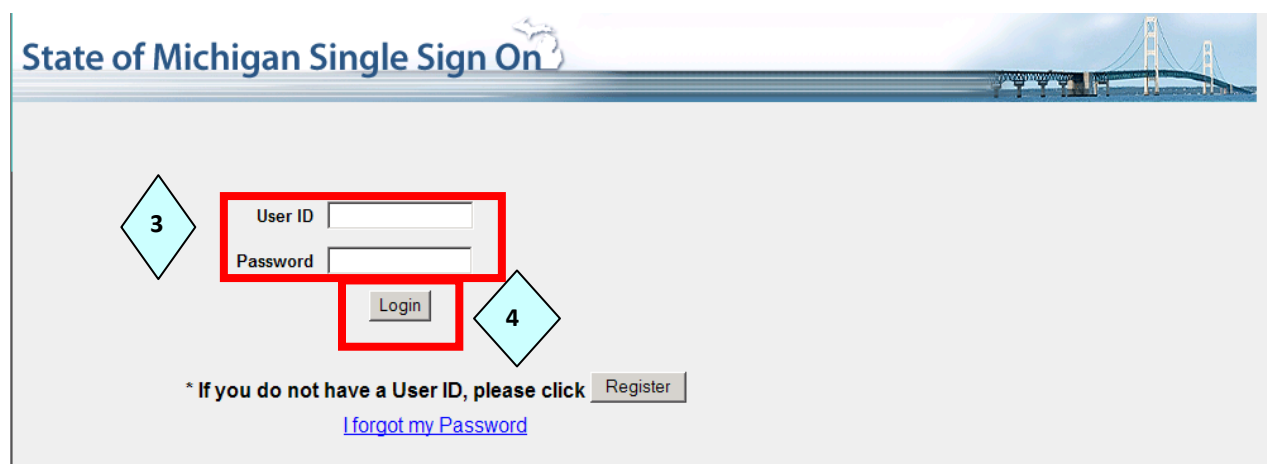 State of Michigan Single Sign On
3
User ID
Password
Login
4
* If you do not have a User ID, please click Register
I forgot my Password